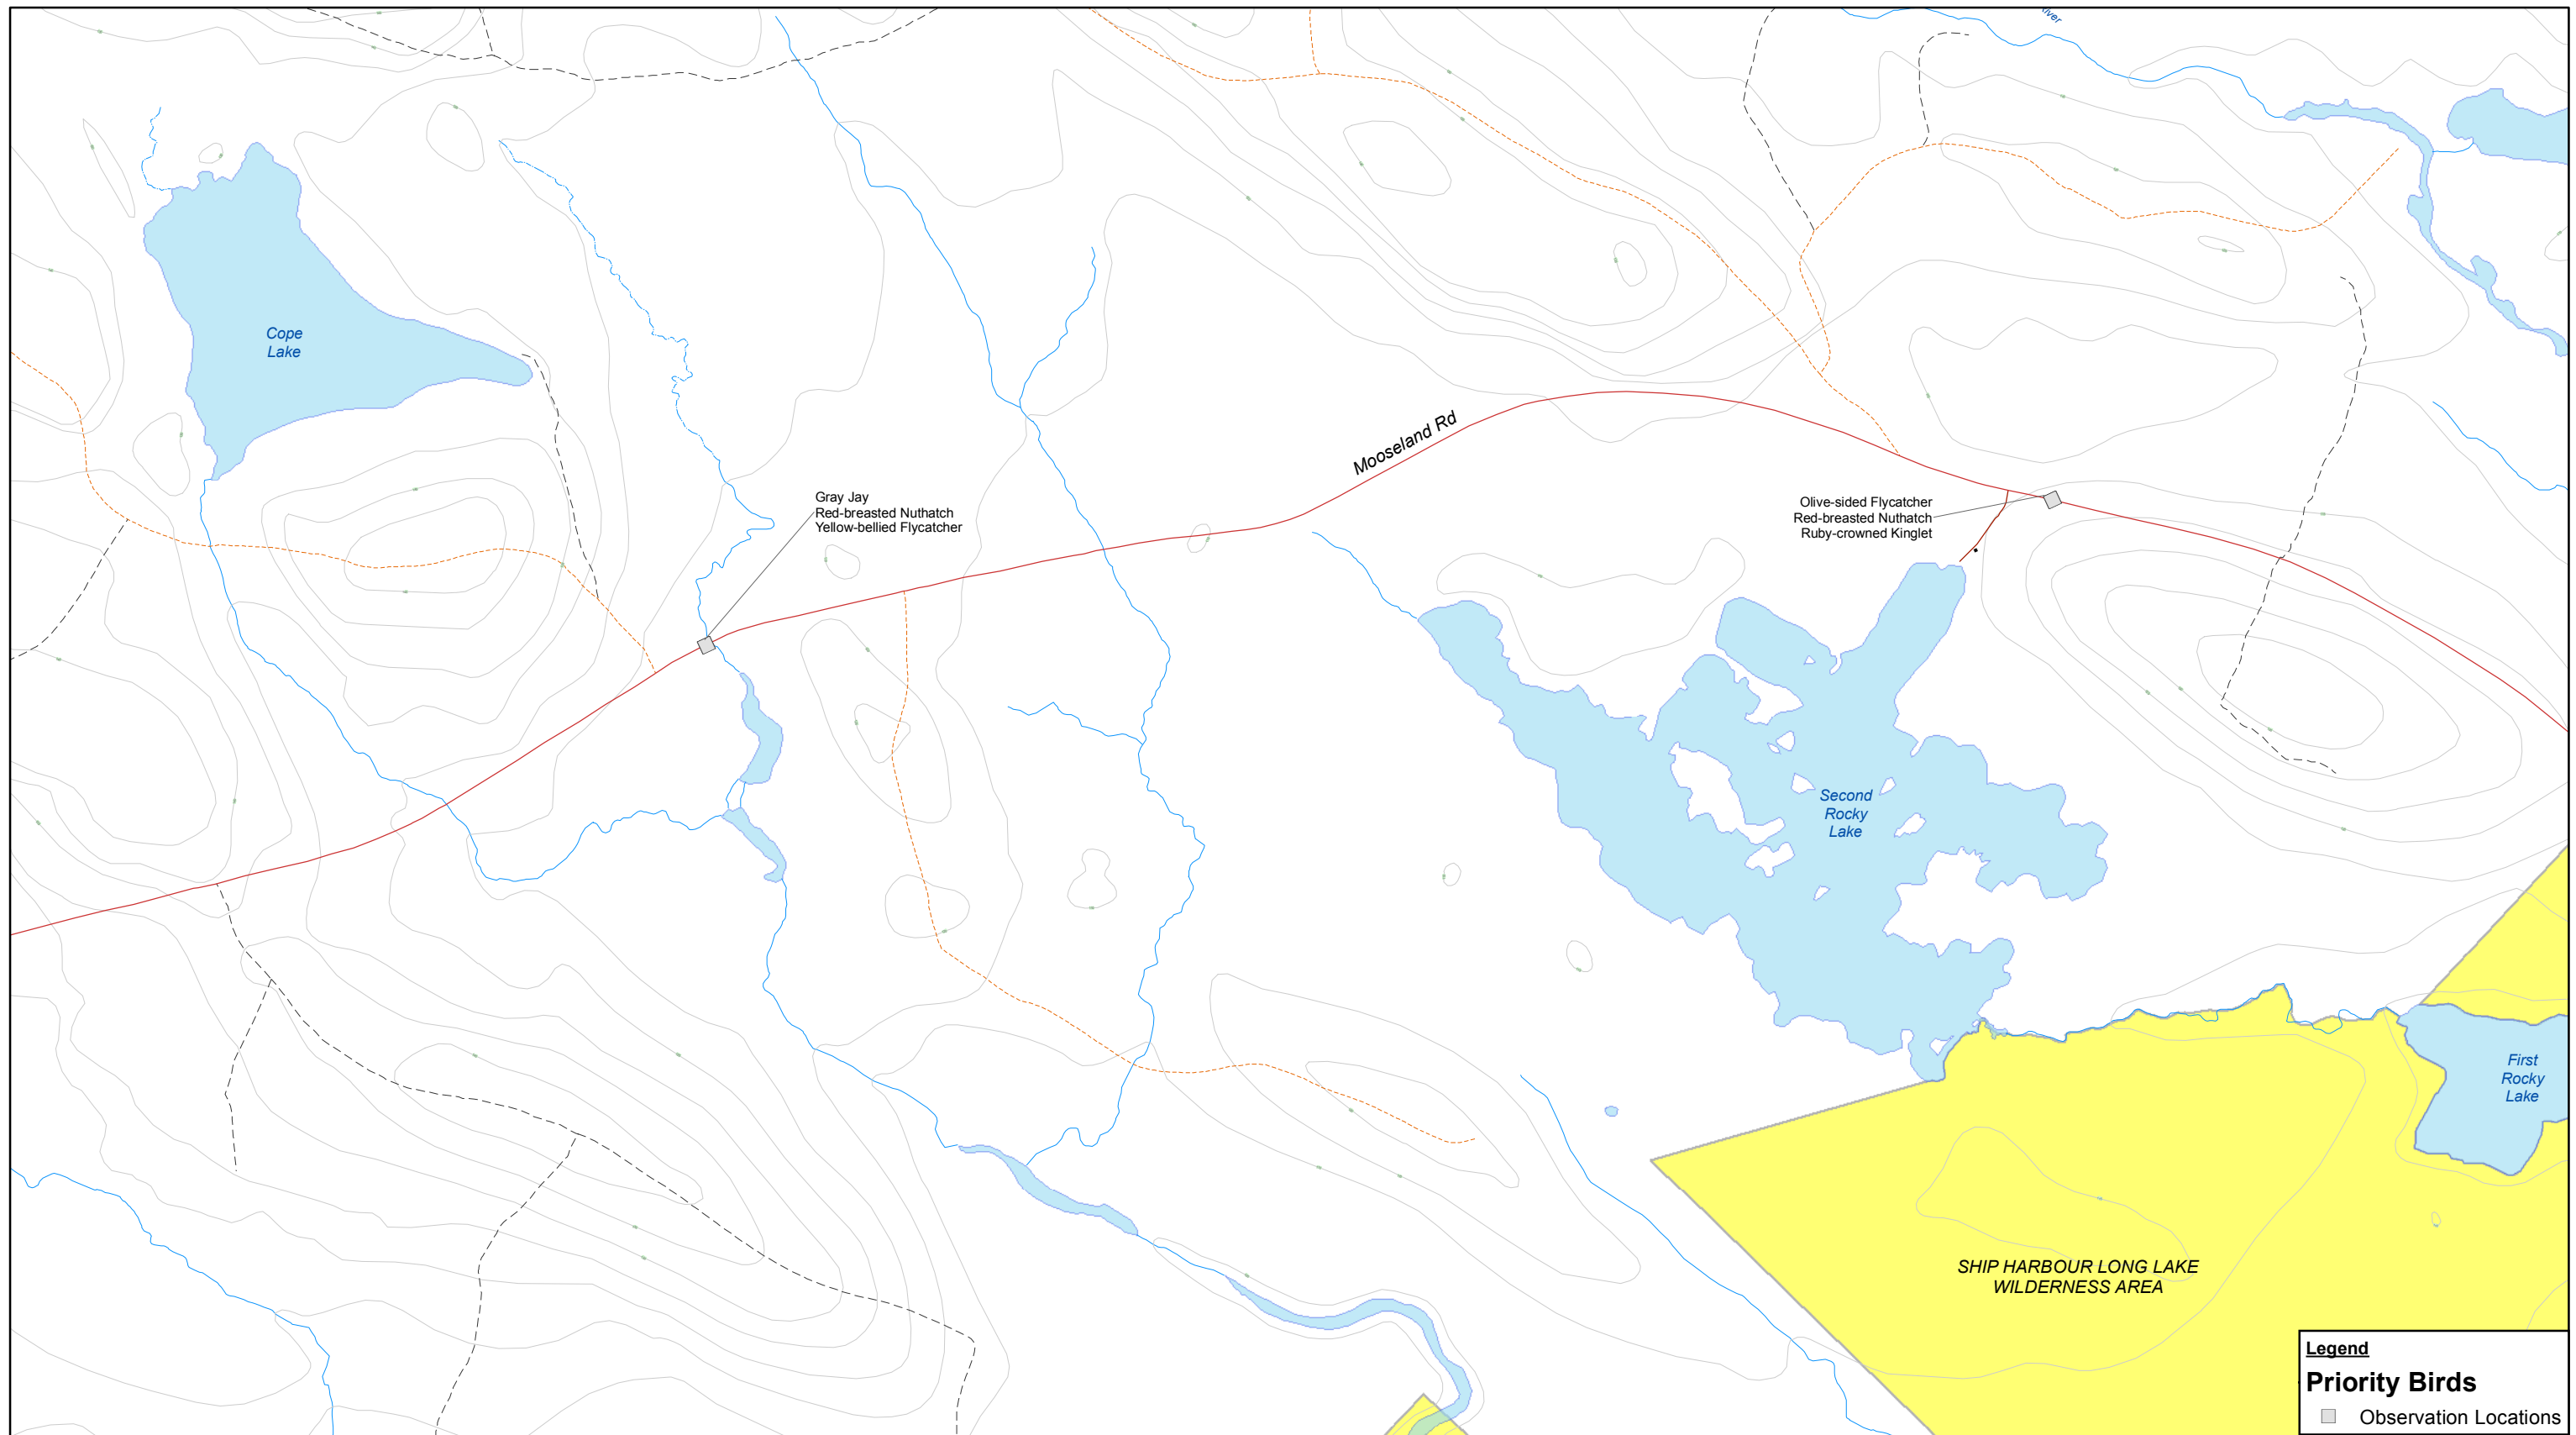 River
Cope
Lake
Mooseland Rd
Gray Jay
Red-breasted Nuthatch
Yellow-bellied Flycatcher
Olive-sided Flycatcher
Red-breasted Nuthatch
Ruby-crowned Kinglet
Second
Rocky
Lake
First
Rocky
Lake
SHIP HARBOUR LONG LAKE
WILDERNESS AREA
Legend
Priority Birds
Observation Locations